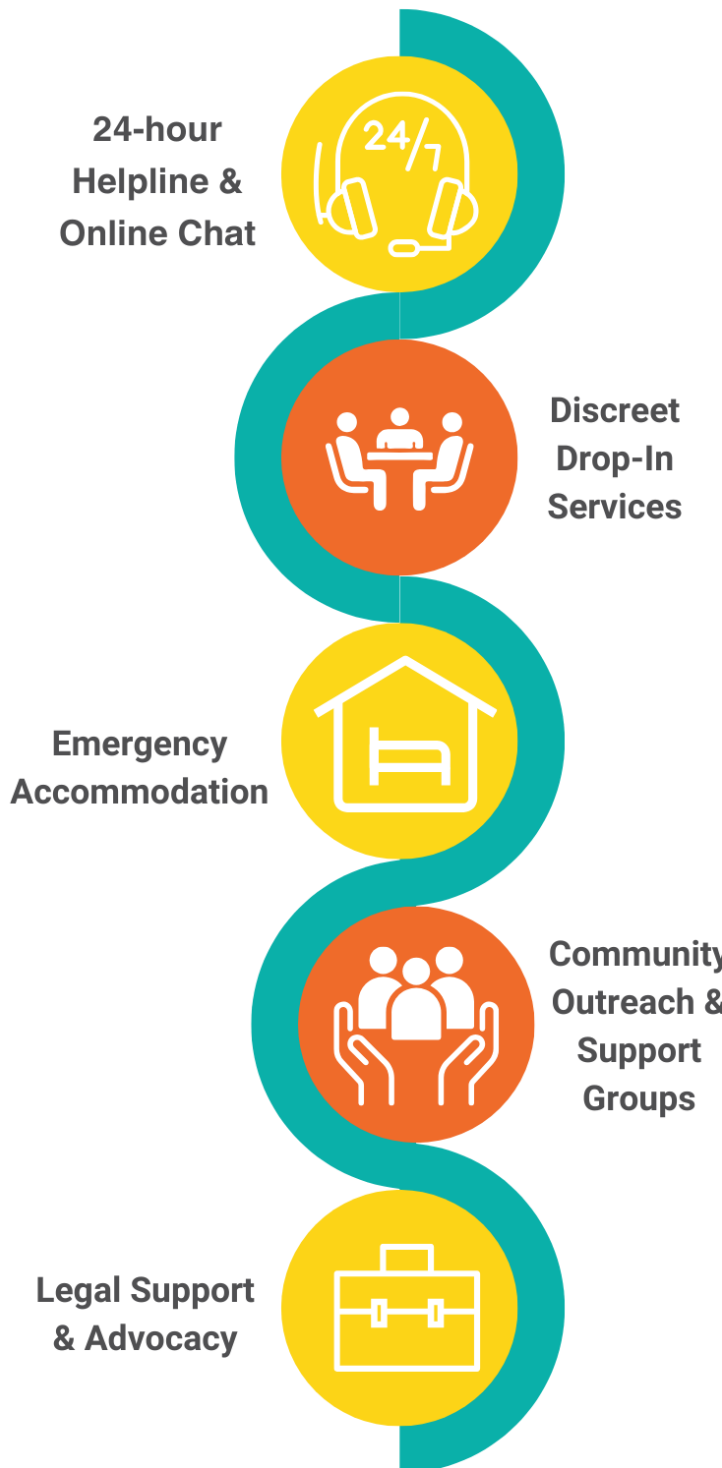 24-hour
Helpline &
Online Chat
24/7
Discreet
Drop-In
Services
Emergency
Accommodation
Community
Outreach &
Support
Groups
Legal Support
& Advocacy